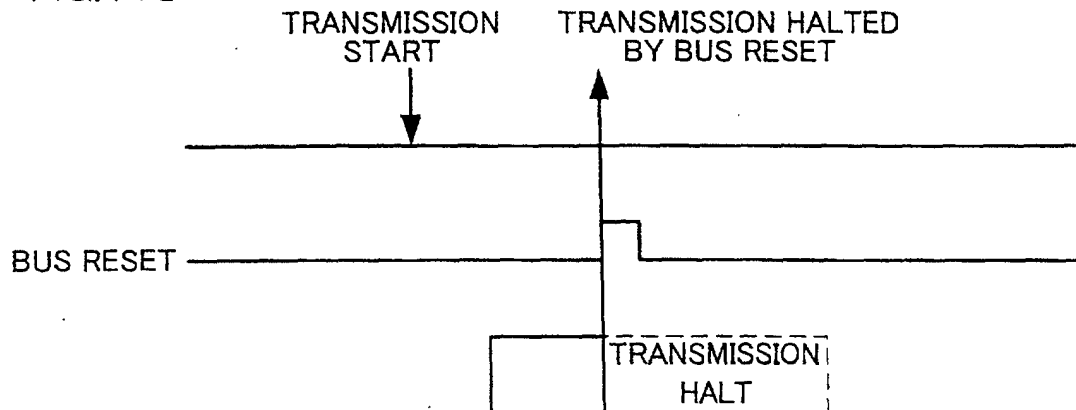 TRANSMISSION
START
TRANSMISSION HALTED
BY BUS RESET
BUS RESET
TRANSMISSION
HALT